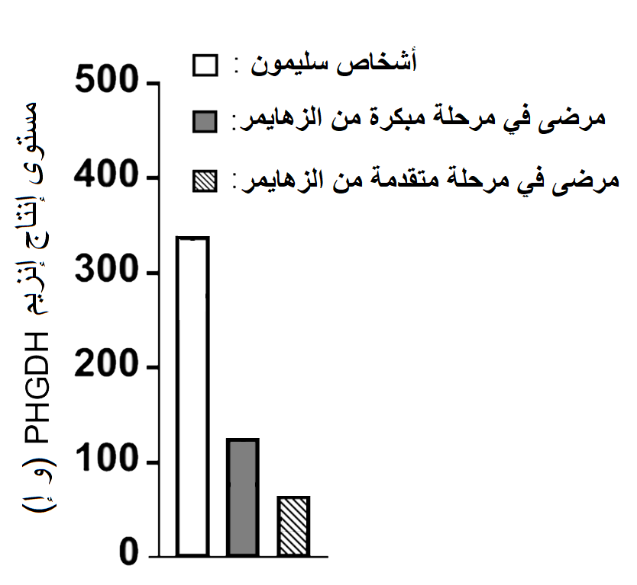 أشخاص سليمون :
مرضى في مرحلة مبكرة من الزهايمر:
مرضى في مرحلة متقدمة من الزهايمر:
مستوى إنتاج إنزيم PHGDH (و إ)
500
400
300
200
100
0